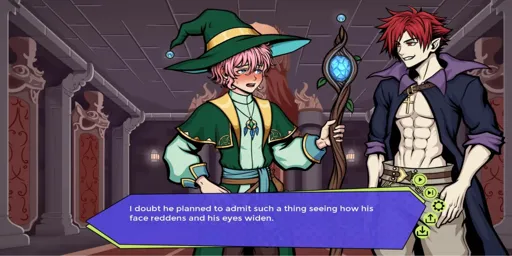 I doubt he planned to admit such a thing seeing how his
face reddens and his eyes widen.